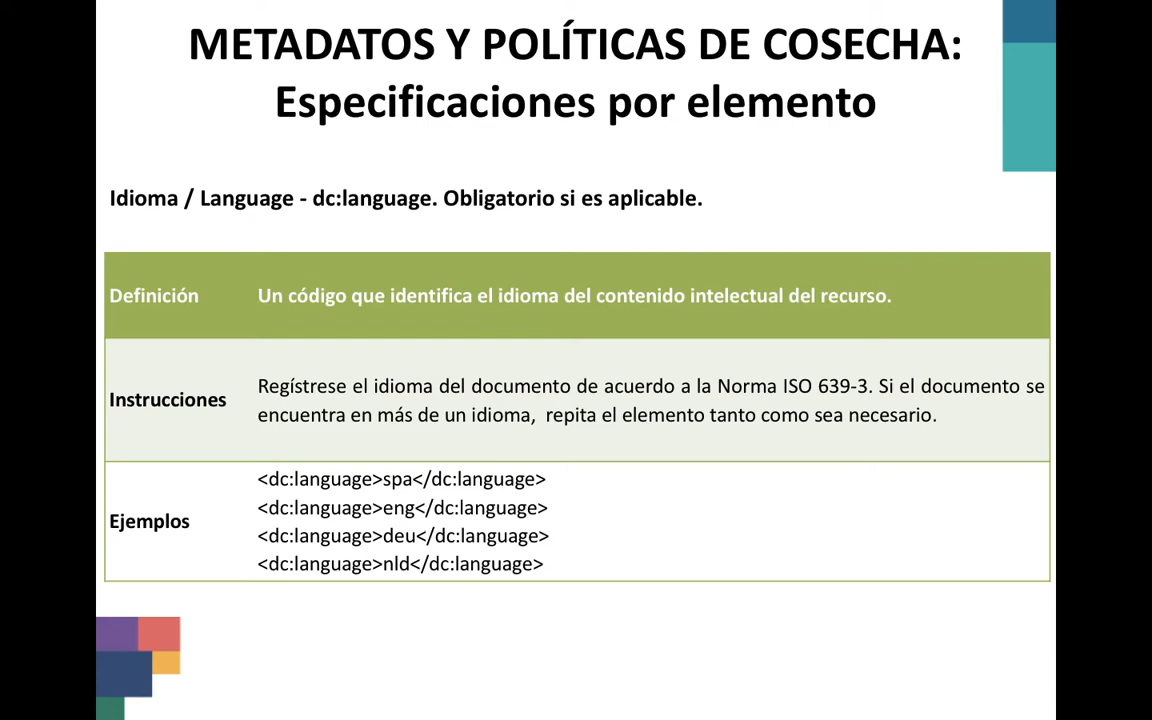 METADATOS Y POLÍTICAS DE COSECHA:
Especificaciones por elemento
Idioma / Language - dc:language. Obligatorio si es aplicable.
Definición
Un código que identifica el idioma del contenido intelectual del recurso.
Instrucciones
Regístrese el idioma del documento de acuerdo a la Norma ISO 639-3. Si el documento se
encuentra en más de un idioma, repita el elemento tanto como sea necesario.
Ejemplos
<dc:language>spa</dc:language>
<dc:language>eng</dc:language>
<dc:language>deu</dc:language>
<dc:language>nld</dc:language>